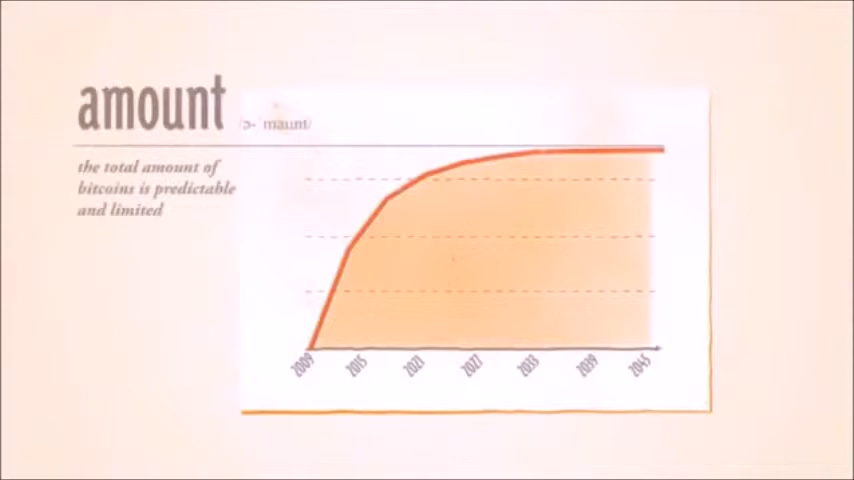 amount /ə- maunt/
the total amount of
bitcoins is predictable
and limited
2009 2015 2021 2027 2033 2039 2045